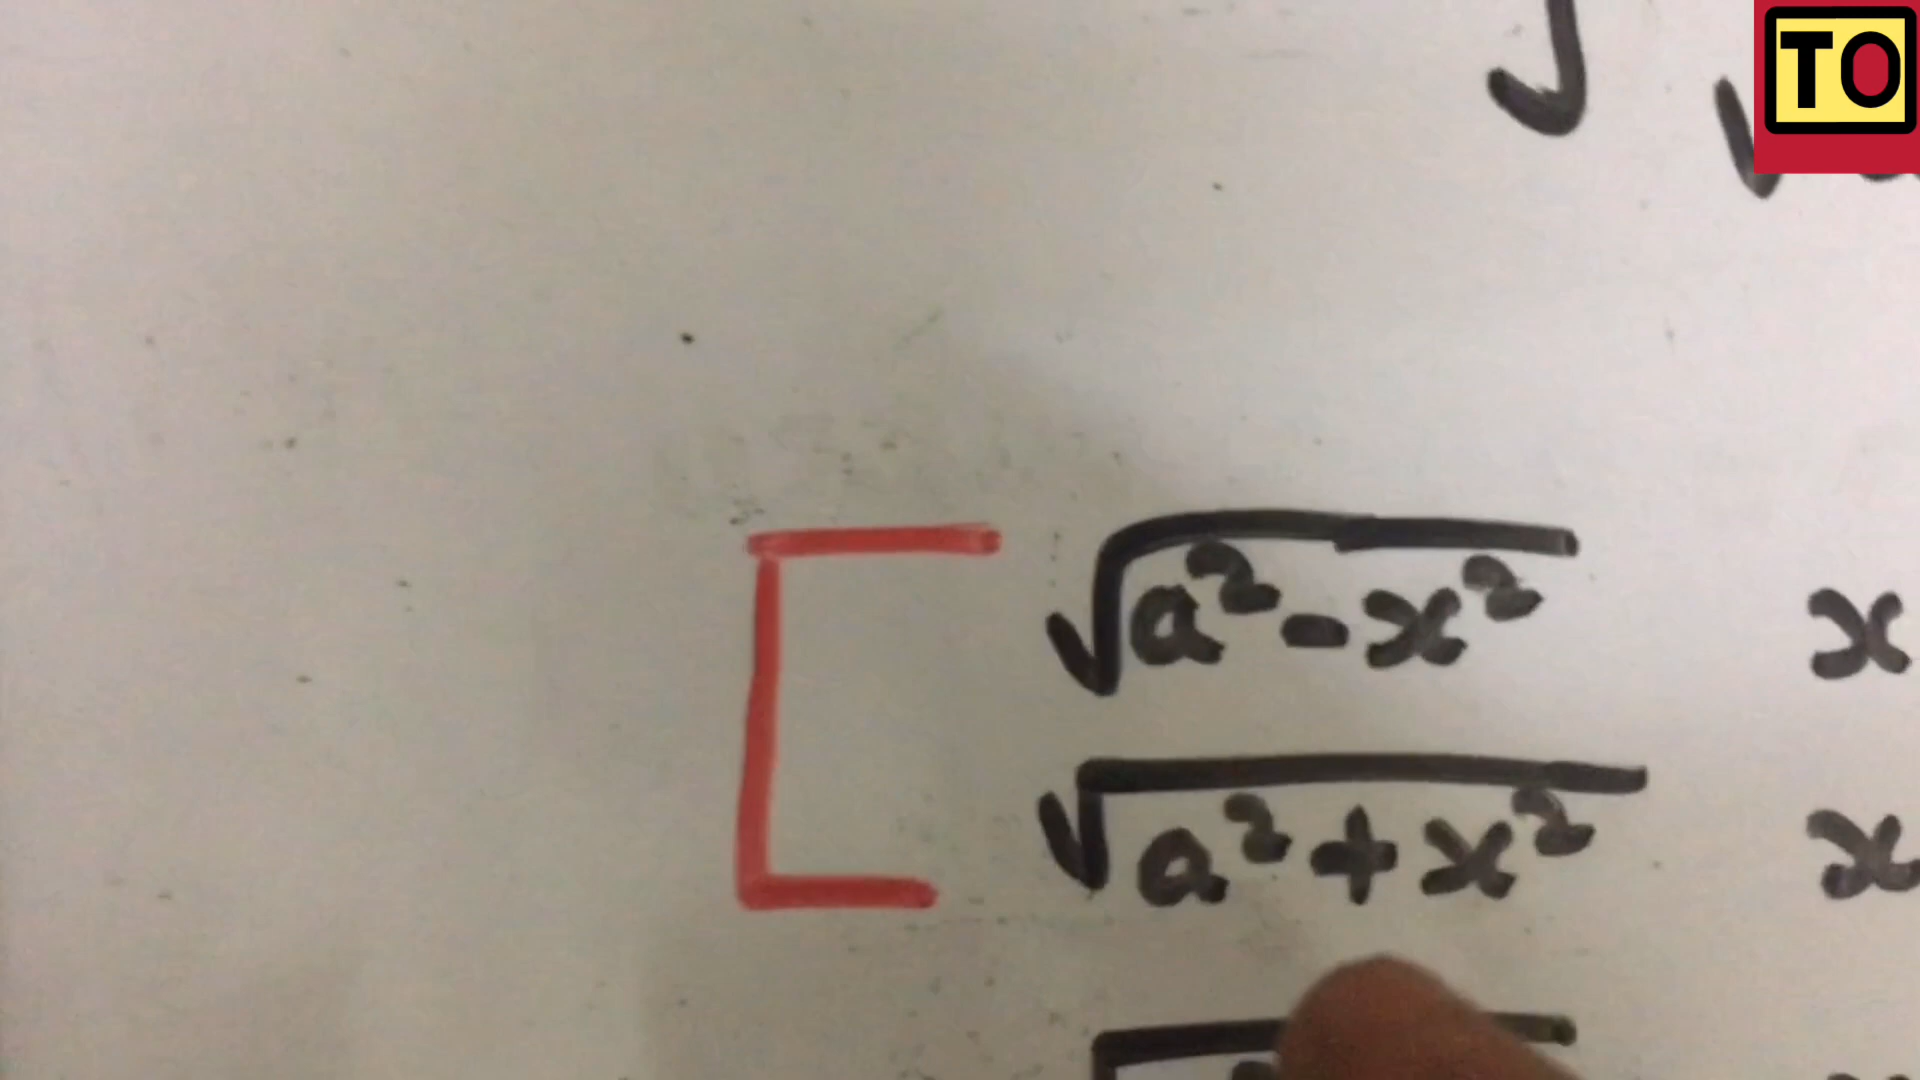 TO
√(a²-x²) x
√(a²+x²) x